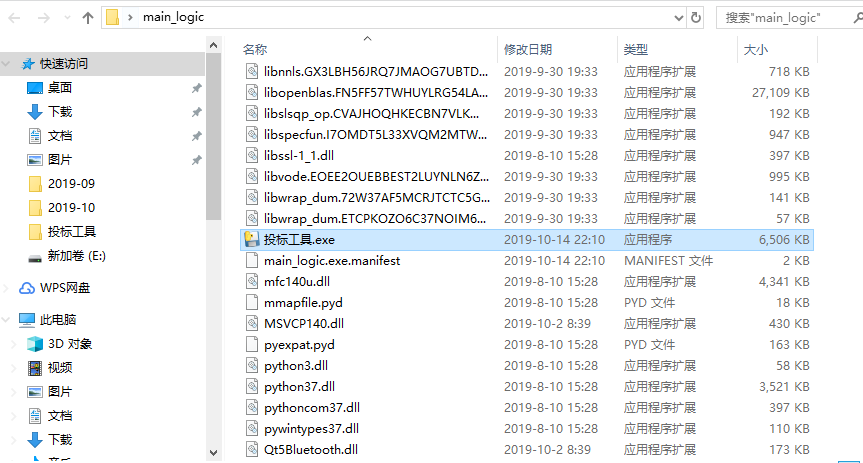 main_logic
搜索"main_logic"
快速访问
桌面
下载
文档
图片
2019-09
2019-10
投标工具
新加卷 (E:)
WPS网盘
此电脑
3D 对象
视频
图片
文档
下载
名称 修改日期 类型 大小
libnnls.GX3LBH56JRQ7JMAOG7UBTD... 2019-9-30 19:33 应用程序扩展 718 KB
libopenblas.FN5FF57TWHUYLRG54LA... 2019-9-30 19:33 应用程序扩展 27,109 KB
libslsqp_op.CVAJHOQHKECBN7VLK... 2019-9-30 19:33 应用程序扩展 192 KB
libspecfun.I7OMDT5L33XVQM2MTW... 2019-9-30 19:33 应用程序扩展 947 KB
libssl-1_1.dll 2019-8-10 15:28 应用程序扩展 397 KB
libvode.EOEE2OUEBBEST2LUYNLN6Z... 2019-9-30 19:33 应用程序扩展 995 KB
libwrap_dum.72W37AF5MCRJTCTC5G... 2019-9-30 19:33 应用程序扩展 141 KB
libwrap_dum.ETCPKOZO6C37NOIM6... 2019-9-30 19:33 应用程序扩展 57 KB
投标工具.exe 2019-10-14 22:10 应用程序 6,506 KB
main_logic.exe.manifest 2019-10-14 22:10 MANIFEST 文件 2 KB
mfc140u.dll 2019-8-10 15:28 应用程序扩展 4,341 KB
mmapfile.pyd 2019-8-10 15:28 PYD 文件 18 KB
MSVCP140.dll 2019-10-2 8:39 应用程序扩展 430 KB
pyexpat.pyd 2019-8-10 15:28 PYD 文件 163 KB
python3.dll 2019-8-10 15:28 应用程序扩展 58 KB
python37.dll 2019-8-10 15:28 应用程序扩展 3,521 KB
pythoncom37.dll 2019-8-10 15:28 应用程序扩展 397 KB
pywintypes37.dll 2019-8-10 15:28 应用程序扩展 110 KB
Qt5Bluetooth.dll 2019-8-10 15:28 应用程序扩展 173 KB